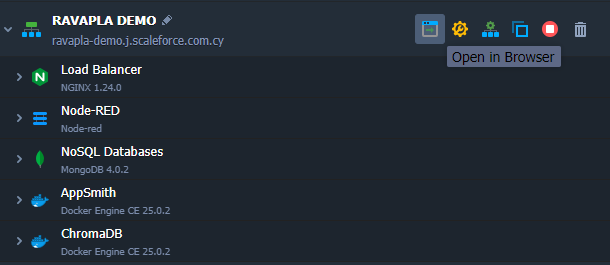 RAVAPLA DEMO
ravapla-demo.j.scaleforce.com.cy
Open in Browser
Load Balancer
NGINX 1.24.0
Node-RED
Node-red
NoSQL Databases
MongoDB 4.0.2
AppSmith
Docker Engine CE 25.0.2
ChromaDB
Docker Engine CE 25.0.2